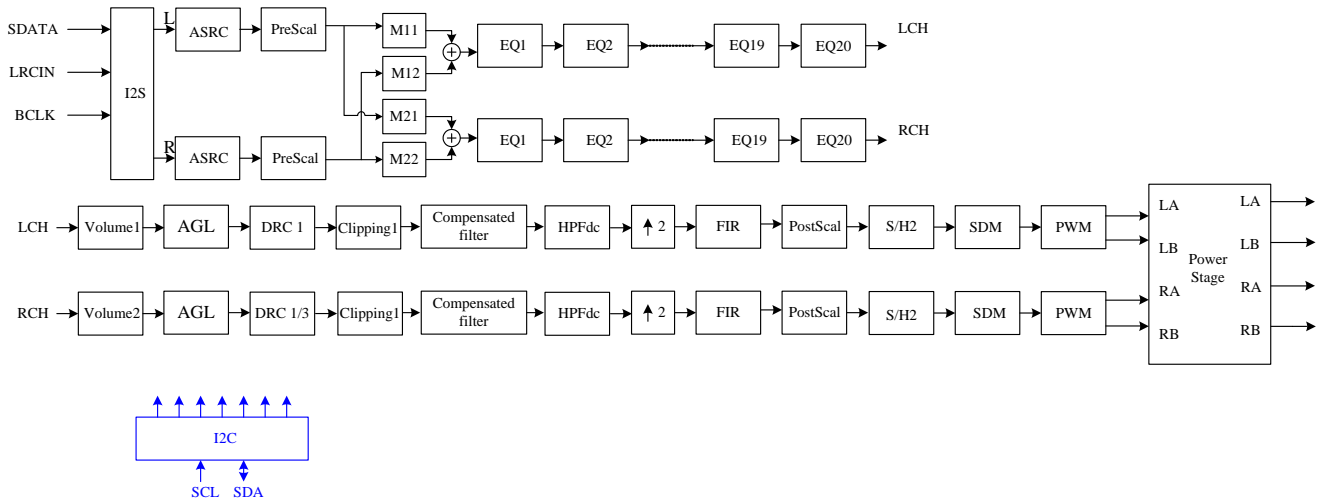 SDATA
LRCIN
BCLK
I2S
L
ASRC
PreScal
M11
M12
EQ1
EQ2
EQ19
EQ20
LCH
R
ASRC
PreScal
M21
M22
EQ1
EQ2
EQ19
EQ20
RCH
LCH
Volume1
AGL
DRC 1
Clipping1
Compensated
filter
HPFdc
2
FIR
PostScal
S/H2
SDM
PWM
RCH
Volume2
AGL
DRC 1/3
Clipping1
Compensated
filter
HPFdc
2
FIR
PostScal
S/H2
SDM
PWM
LA
LB
RA
RB
Power
Stage
LA
LB
RA
RB
I2C
SCL
SDA